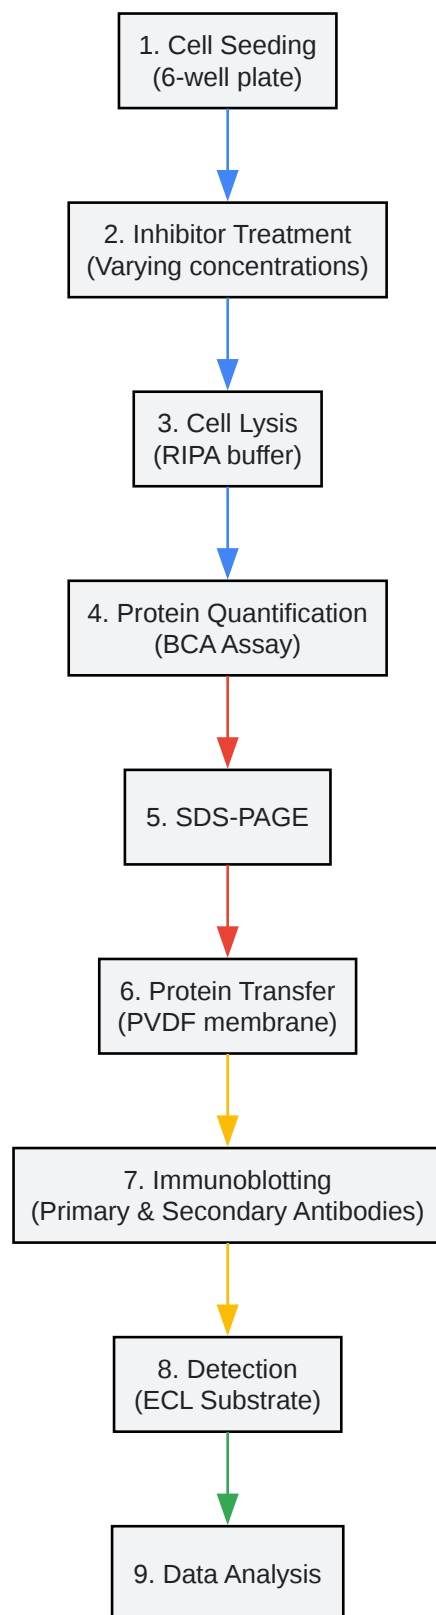 1. Cell Seeding
(6-well plate)
2. Inhibitor Treatment
(Varying concentrations)
3. Cell Lysis
(RIPA buffer)
4. Protein Quantification
(BCA Assay)
5. SDS-PAGE
6. Protein Transfer
(PVDF membrane)
7. Immunoblotting
(Primary & Secondary Antibodies)
8. Detection
(ECL Substrate)
9. Data Analysis